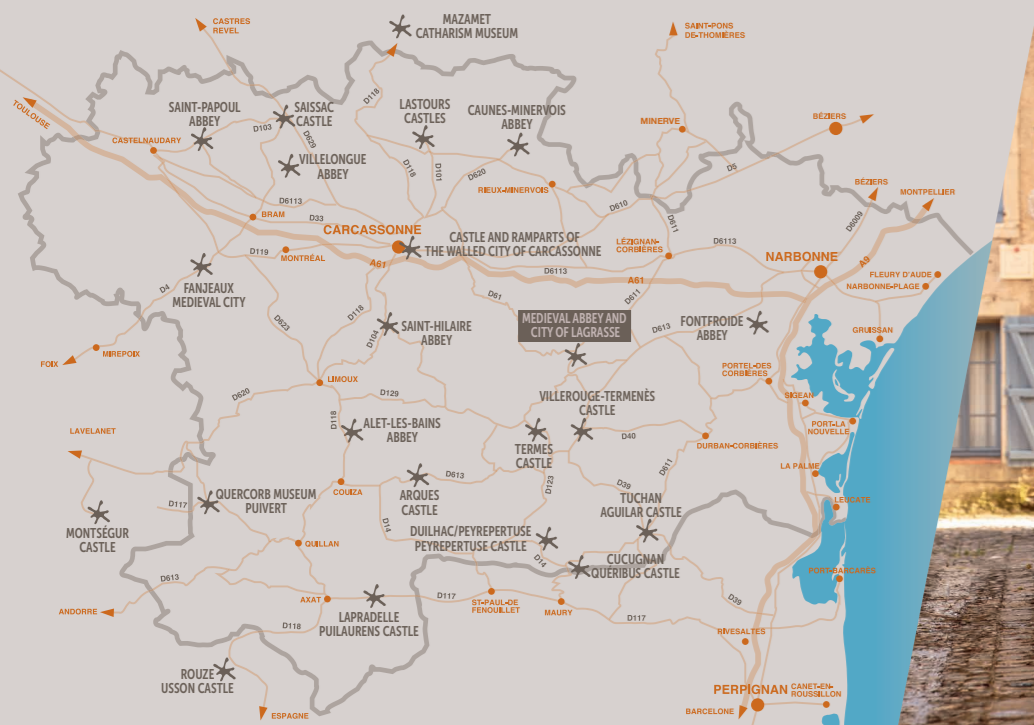 MAZAMET
CATHARISM MUSEUM
CASTRES
REVEL
SAINT-PONS
DE-THOMIÈRES
TOULOUSE
D118
SAINT-PAPOUL
ABBEY
SAISSAC
CASTLE
LASTOURS
CASTLES
CAUNES-MINERVOIS
ABBEY
D103
D629
CASTELNAUDARY
MINERVE
BÉZIERS
VILLELONGUE
ABBEY
D118
D101
D620
RIEUX-MINERVOIS
D5
BÉZIERS
MONTPELLIER
D6113
D33
BRAM
D610
D611
D6009
CARCASSONNE
CASTLE AND RAMPARTS OF
THE WALLED CITY OF CARCASSONNE
LÉZIGNAN-
CORBIÈRES
D6113
NARBONNE
A9
D119
MONTRÉAL
A61
D6113
A61
FLEURY D'AUDE
NARBONNE-PLAGE
FANJEAUX
MEDIEVAL CITY
D4
D623
D118
D104
D61
D611
SAINT-HILAIRE
ABBEY
MEDIEVAL ABBEY AND
CITY OF LAGRASSE
D613
FONTFROIDE
ABBEY
GRUISSAN
FOIX
MIREPOIX
LIMOUX
PORTEL-DES
CORBIÈRES
D620
D129
VILLEROUGE-TERMENÈS
CASTLE
SIGEAN
D118
ALET-LES-BAINS
ABBEY
LAVELANET
TERMES
CASTLE
D40
DURBAN-CORBIÈRES
PORT-LA
NOUVELLE
LA PALME
COUIZA
ARQUES
CASTLE
D613
D123
D39
D611
D117
QUERCORB MUSEUM
PUIVERT
TUCHAN
AGUILAR CASTLE
LEUCATE
MONTSÉGUR
CASTLE
D14
DUILHAC/PEYREPERTUSE
PEYREPERTUSE CASTLE
D14
QUILLAN
CUCUGNAN
QUÉRIBUS CASTLE
PORT-BARCARÈS
D613
ANDORRE
AXAT
LAPRADELLE
PUILAURENS CASTLE
D117
ST-PAUL-DE
FENOUILLET
MAURY
D117
D39
D118
RIVESALTES
ROUZE
USSON CASTLE
ESPAGNE
PERPIGNAN
CANET-EN-
ROUSSILLON
BARCELONE